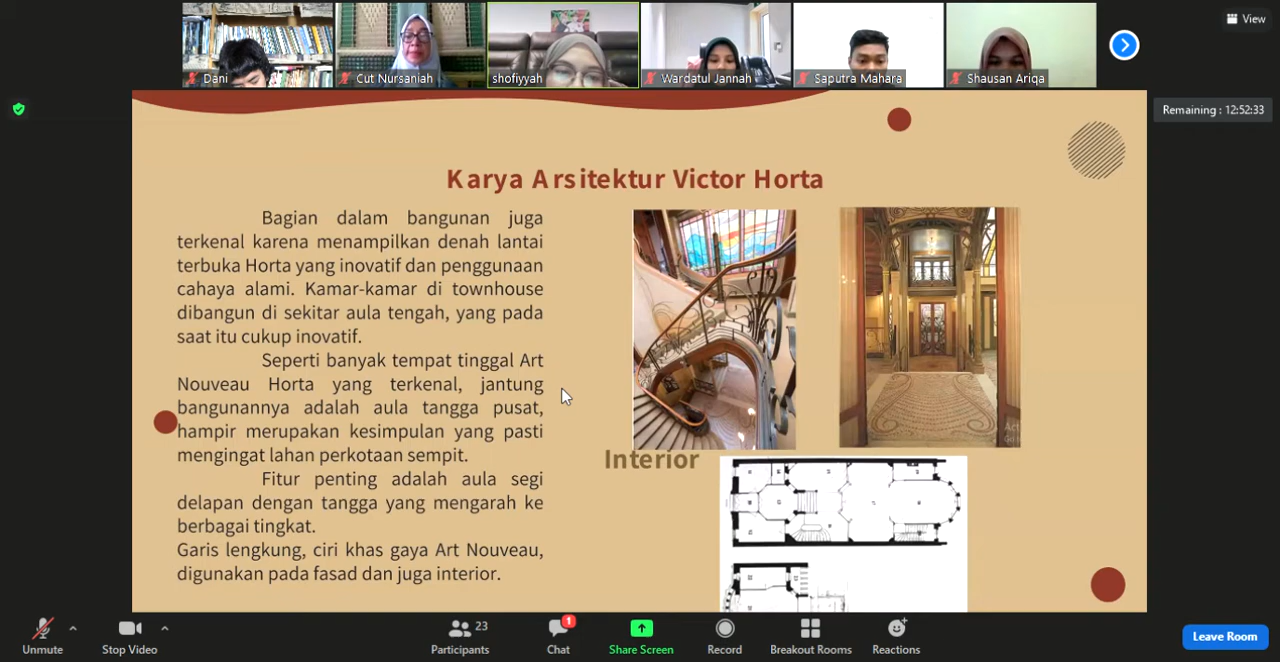 View
Dani
Cut Nursaniah
shofiyyah
Wardatul Jannah
Saputra Mahara
Shausan Ariqa
Remaining : 12:52:33
Karya Arsitektur Victor Horta
Bagian dalam bangunan juga
terkenal karena menampilkan denah lantai
terbuka Horta yang inovatif dan penggunaan
cahaya alami. Kamar-kamar di townhouse
dibangun di sekitar aula tengah, yang pada
saat itu cukup inovatif.
Seperti banyak tempat tinggal Art
Nouveau Horta yang terkenal, jantung
bangunannya adalah aula tangga pusat,
hampir merupakan kesimpulan yang pasti
mengingat lahan perkotaan sempit.
Fitur penting adalah aula segi
delapan dengan tangga yang mengarah ke
berbagai tingkat.
Garis lengkung, ciri khas gaya Art Nouveau,
digunakan pada fasad dan juga interior.
Interior
Unmute
Stop Video
23
Participants
1
Chat
Share Screen
Record
Breakout Rooms
Reactions
Leave Room